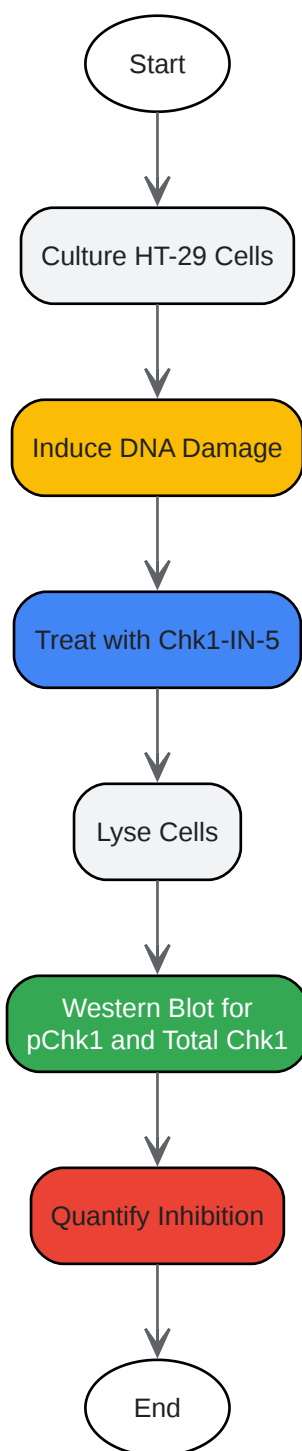 Start
Culture HT-29 Cells
Induce DNA Damage
Treat with Chk1-IN-5
Lyse Cells
Western Blot for
pChk1 and Total Chk1
Quantify Inhibition
End